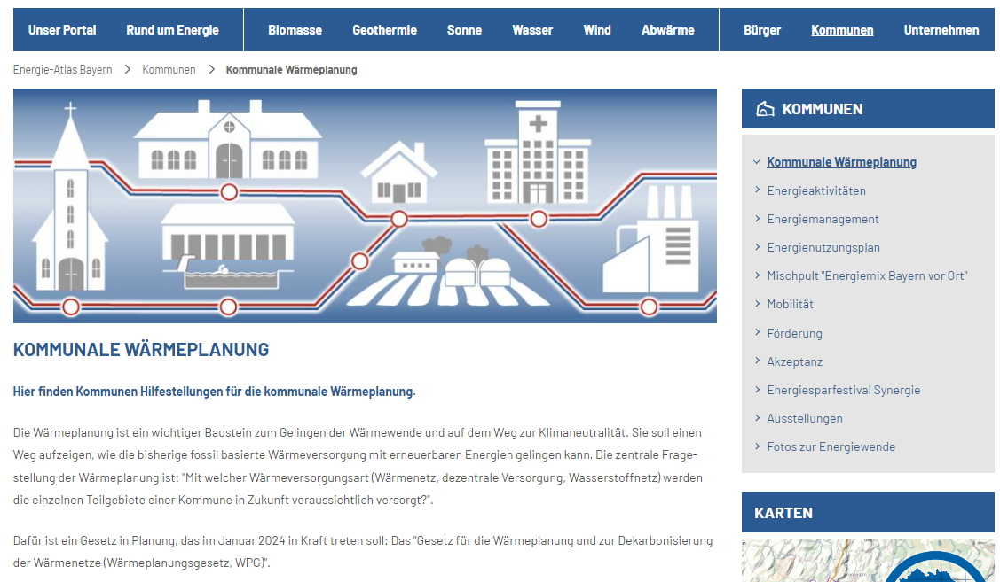 Unser Portal Rund um Energie Biomasse Geothermie Sonne Wasser Wind Abwärme Bürger Kommunen Unternehmen
Energie-Atlas Bayern > Kommunen > Kommunale Wärmeplanung
KOMMUNALE WÄRMEPLANUNG
Hier finden Kommunen Hilfestellungen für die kommunale Wärmeplanung.
Die Wärmeplanung ist ein wichtiger Baustein zum Gelingen der Wärmewende und auf dem Weg zur Klimaneutralität. Sie soll einen
Weg aufzeigen, wie die bisherige fossil basierte Wärmeversorgung mit erneuerbaren Energien gelingen kann. Die zentrale Frage-
stellung der Wärmeplanung ist: "Mit welcher Wärmeversorgungsart (Wärmenetz, dezentrale Versorgung, Wasserstoffnetz) werden
die einzelnen Teilgebiete einer Kommune in Zukunft voraussichtlich versorgt?".
Dafür ist ein Gesetz in Planung, das im Januar 2024 in Kraft treten soll: Das "Gesetz für die Wärmeplanung und zur Dekarbonisierung
der Wärmenetze (Wärmeplanungsgesetz, WPG)".
KOMMUNEN
Kommunale Wärmeplanung
Energieaktivitäten
Energiemanagement
Energienutzungsplan
Mischpult "Energiemix Bayern vor Ort"
Mobilität
Förderung
Akzeptanz
Energiesparfestival Synergie
Ausstellungen
Fotos zur Energiewende
KARTEN